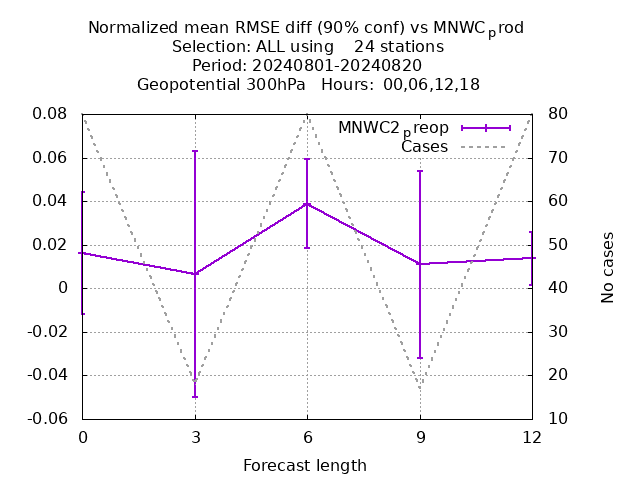 Normalized mean RMSE diff (90% conf) vs MNWCprod
Selection: ALL using    24 stations
Period: 20240801-20240820
Geopotential 300hPa   Hours:  00,06,12,18
MNWC2preop
Cases
0.08
0.06
0.04
0.02
0
-0.02
-0.04
-0.06
80
70
60
50
40
30
20
10
No cases
0 3 6 9 12
Forecast length